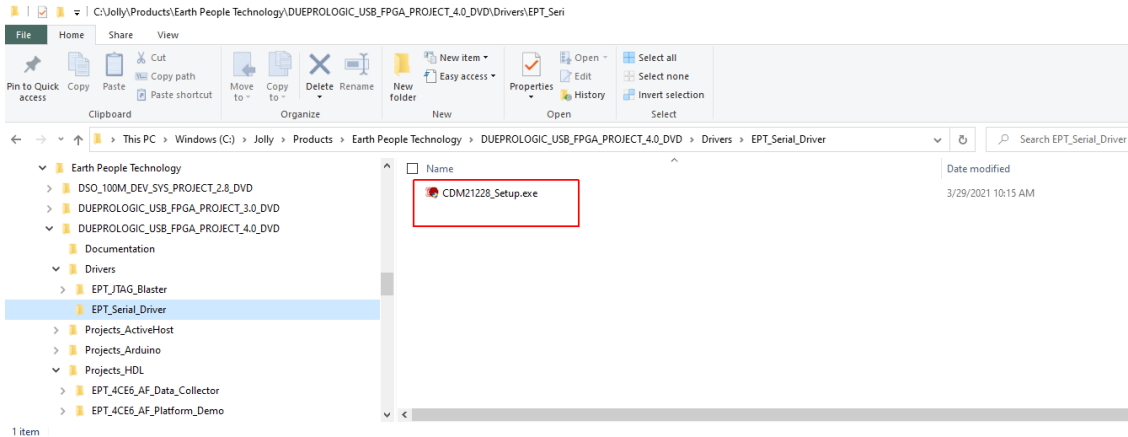 C:\Jolly\Products\Earth People Technology\DUEPROLOGIC_USB_FPGA_PROJECT_4.0_DVD\Drivers\EPT_Seri
File Home Share View
Pin to Quick access
Copy
Paste
Cut
Copy path
Paste shortcut
Move to
Copy to
Delete
Rename
New folder
New item
Easy access
Properties
Open
Edit
History
Select all
Select none
Invert selection
Clipboard Organize New Open Select
This PC > Windows (C:) > Jolly > Products > Earth People Technology > DUEPROLOGIC_USB_FPGA_PROJECT_4.0_DVD > Drivers > EPT_Serial_Driver
Search EPT_Serial_Driver
Earth People Technology
DSO_100M_DEV_SYS_PROJECT_2.8_DVD
DUEPROLOGIC_USB_FPGA_PROJECT_3.0_DVD
DUEPROLOGIC_USB_FPGA_PROJECT_4.0_DVD
Documentation
Drivers
EPT_JTAG_Blaster
EPT_Serial_Driver
Projects_ActiveHost
Projects_Arduino
Projects_HDL
EPT_4CE6_AF_Data_Collector
EPT_4CE6_AF_Platform_Demo
Name Date modified
CDM21228_Setup.exe 3/29/2021 10:15 AM
1 item